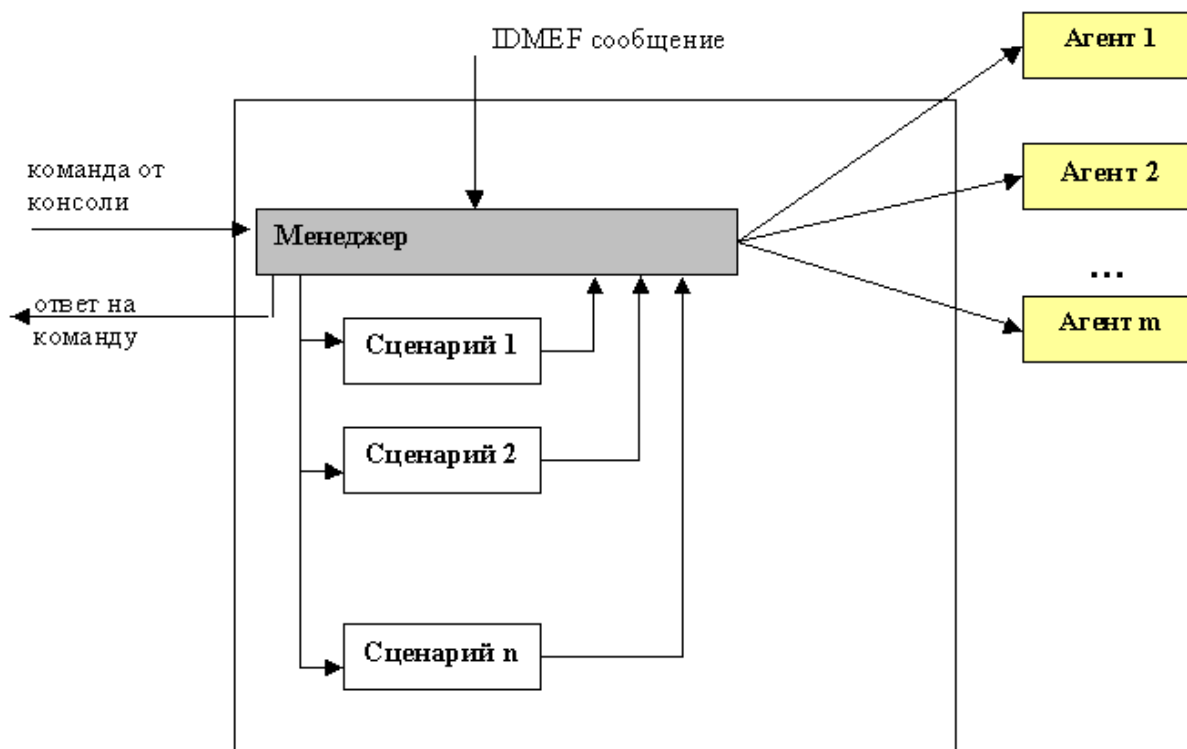 IDMEF сообщение
Агент 1
команда от
консоли
Агент 2
Менеджер
...
ответ на
команду
Агент m
Сценарий 1
Сценарий 2
Сценарий n